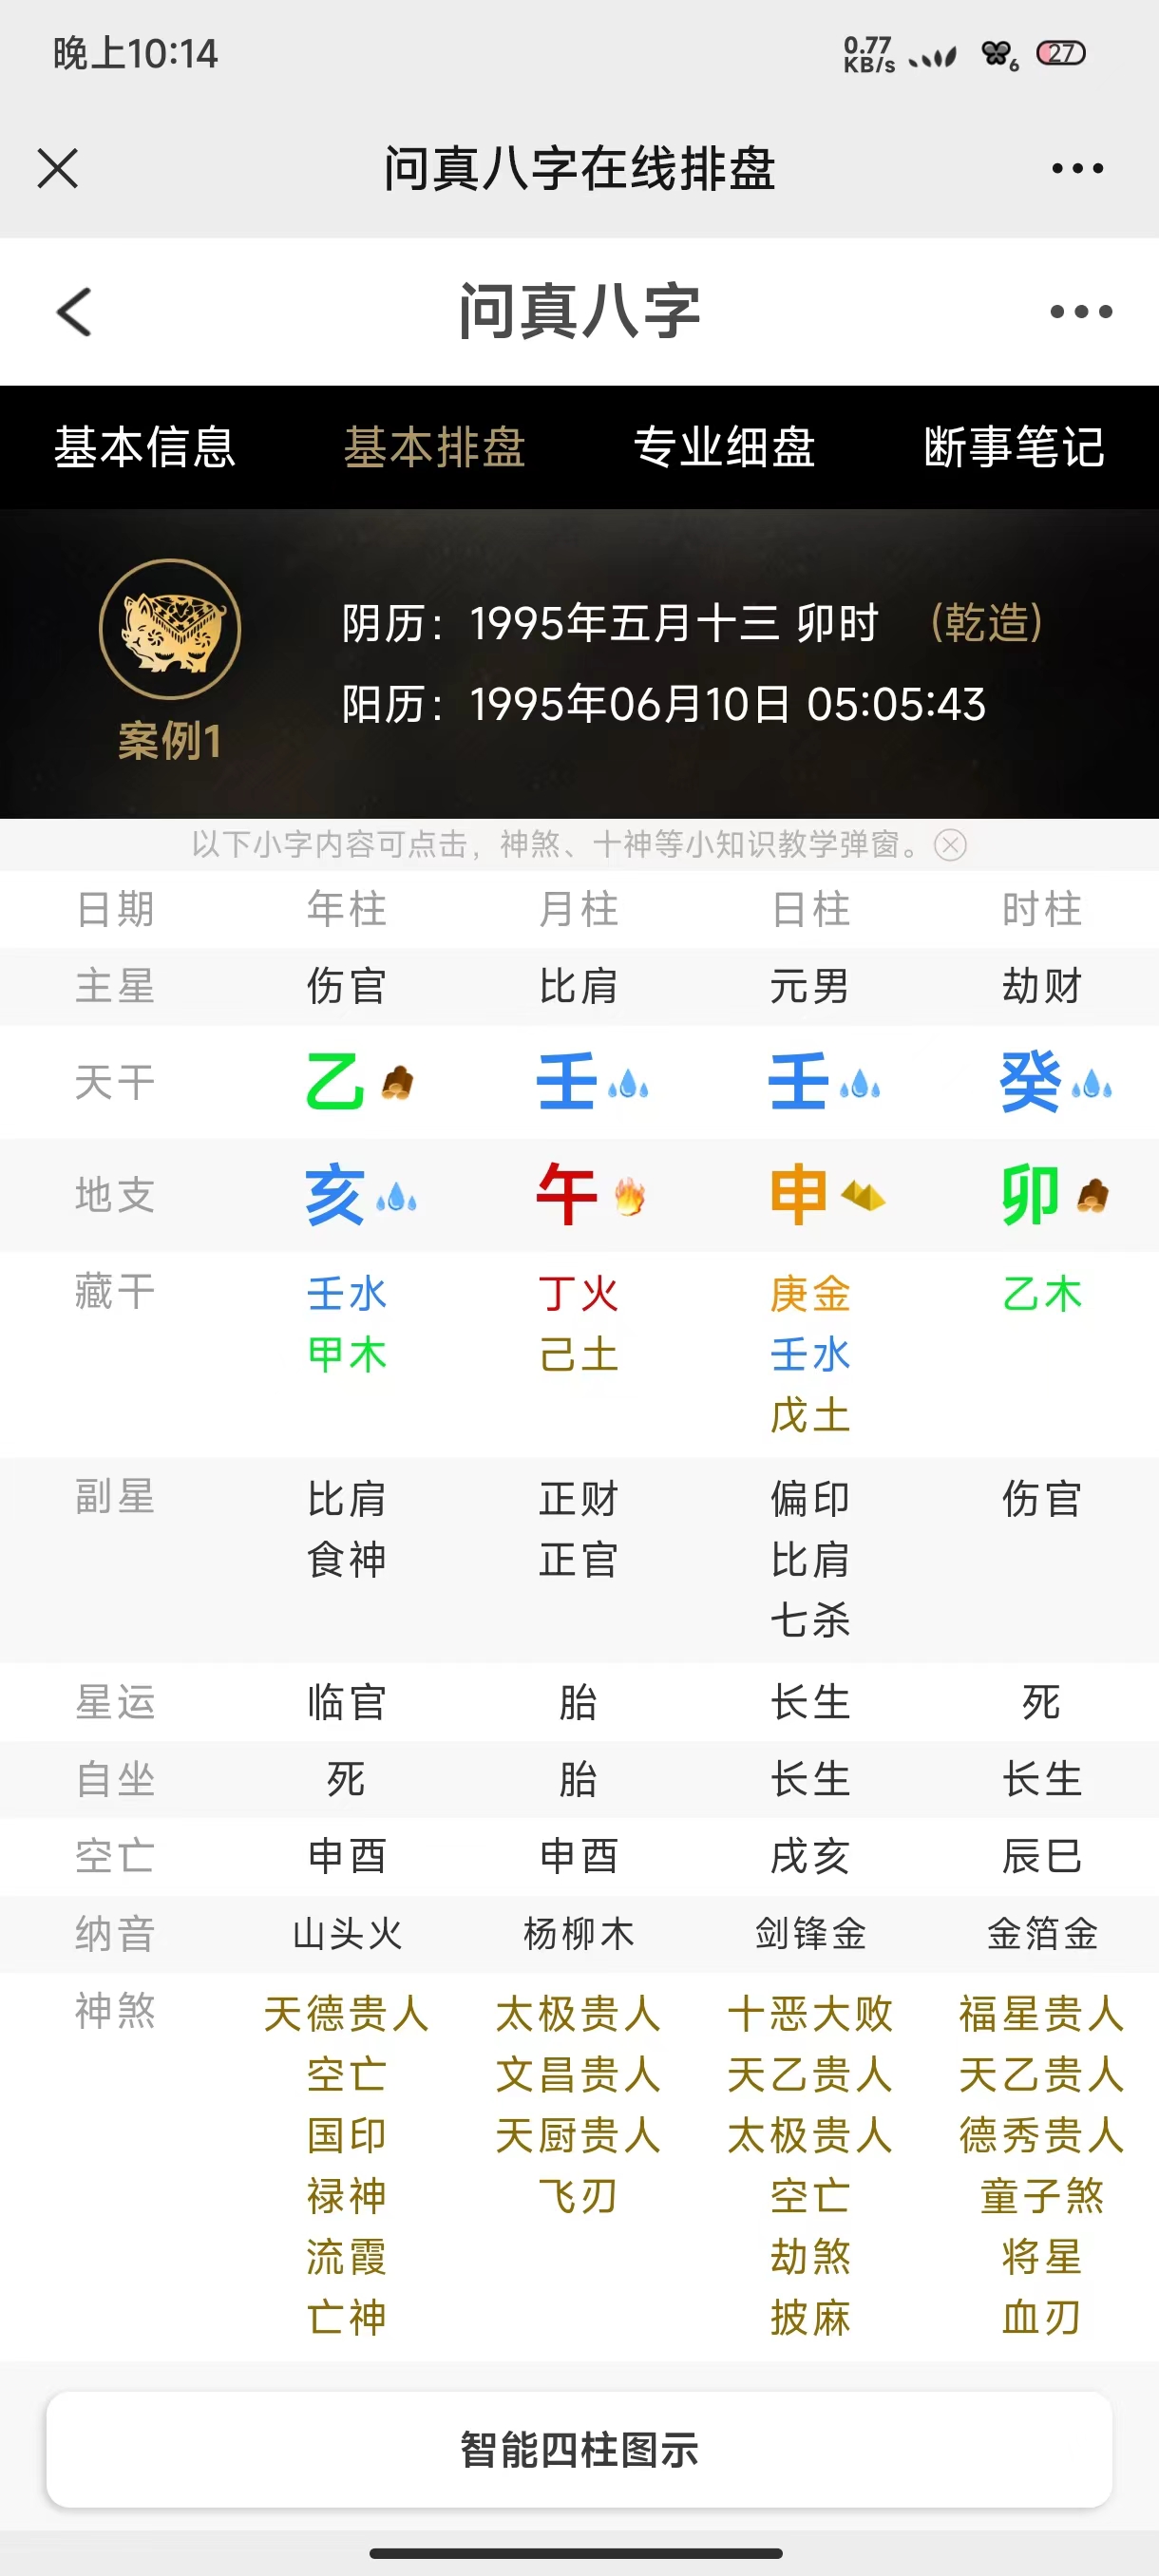 晚上10:14
0.77
KB/s
6
27
问真八字在线排盘
问真八字
基本信息 基本排盘 专业细盘 断事笔记
阴历：1995年五月十三 卯时 (乾造)
阳历：1995年06月10日 05:05:43
案例1
以下小字内容可点击，神煞、十神等小知识教学弹窗。
日期 年柱 月柱 日柱 时柱
主星 伤官 比肩 元男 劫财
天干 乙 壬 壬 癸
地支 亥 午 申 卯
藏干 壬水 丁火 庚金 乙木
甲木 己土 壬水
戊土
副星 比肩 正财 偏印 伤官
食神 正官 比肩
七杀
星运 临官 胎 长生 死
自坐 死 胎 长生 长生
空亡 申酉 申酉 戌亥 辰巳
纳音 山头火 杨柳木 剑锋金 金箔金
神煞 天德贵人 太极贵人 十恶大败 福星贵人
空亡 文昌贵人 天乙贵人 天乙贵人
国印 天厨贵人 太极贵人 德秀贵人
禄神 飞刃 空亡 童子煞
流霞 劫煞 将星
亡神 披麻 血刃
智能四柱图示